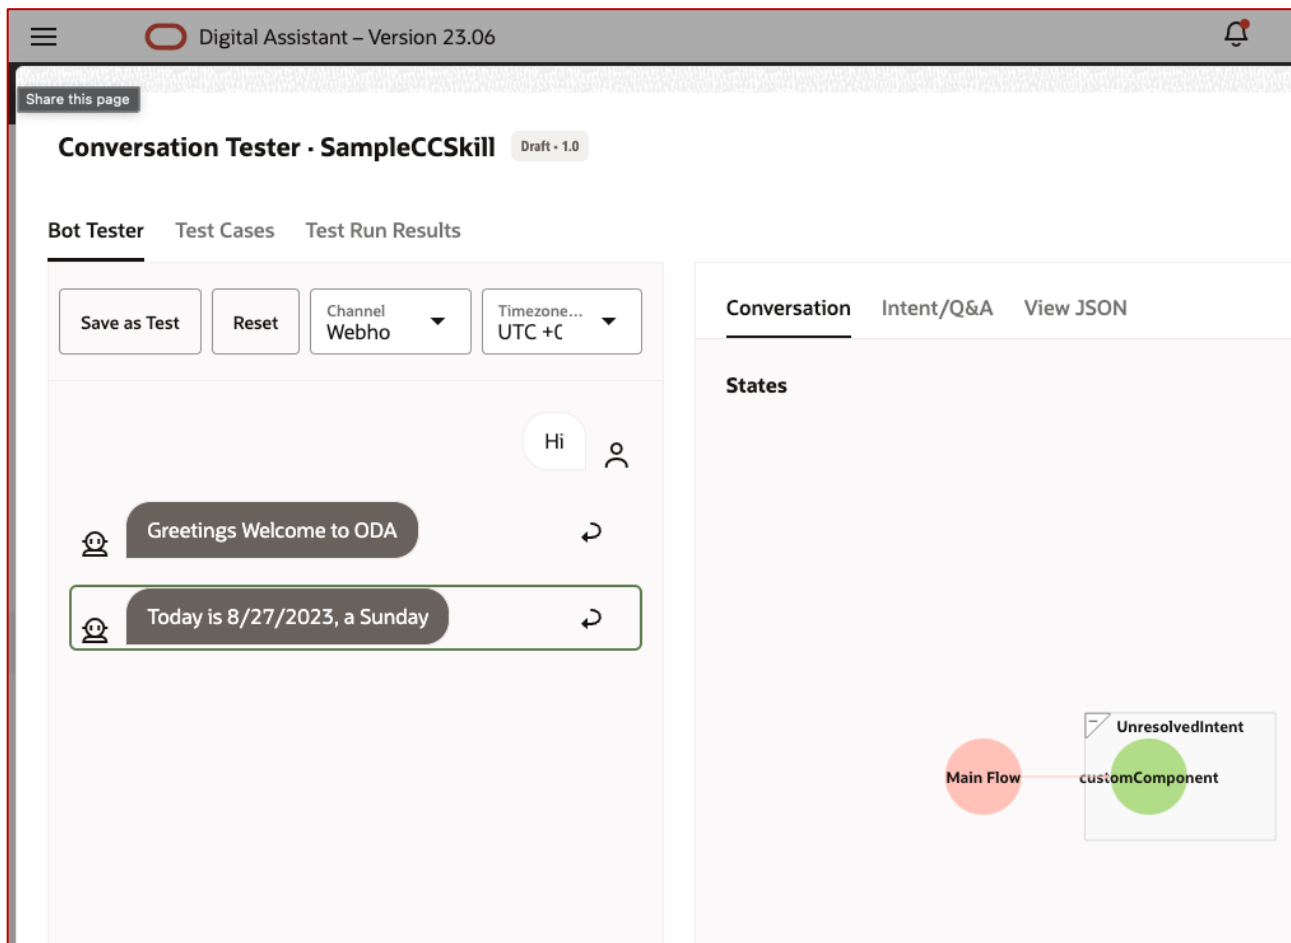 Digital Assistant – Version 23.06
Share this page
Conversation Tester · SampleCCSkill Draft · 1.0
Bot Tester Test Cases Test Run Results
Save as Test Reset Channel Webho Timezone... UTC +0
Conversation Intent/Q&A View JSON
States
Hi
Greetings Welcome to ODA
Today is 8/27/2023, a Sunday
UnresolvedIntent
Main Flow customComponent